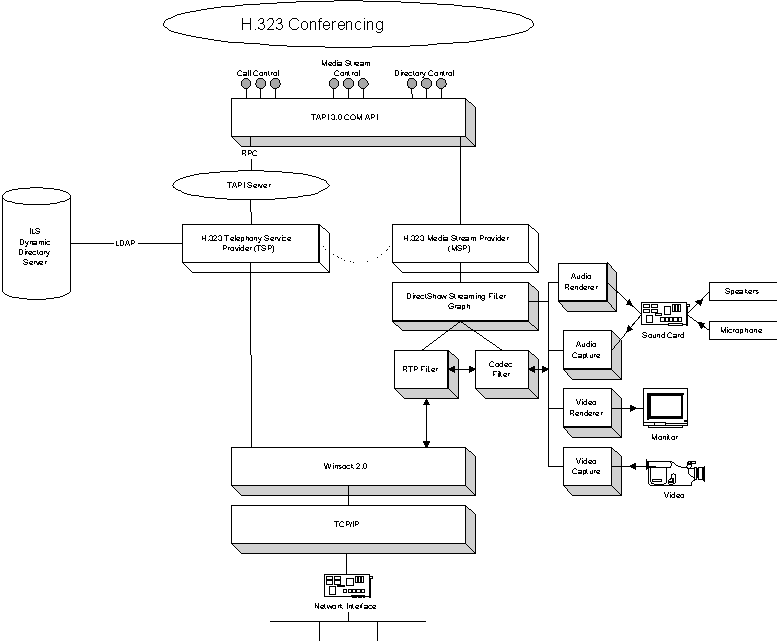 H.323 Conferencing
Call Control
Media Stream
Control
Directory Control
TAPI 3.0 COM API
RPC
TAPI Server
ILS
Dynamic
Directory
Server
LDAP
H.323 Telephony Service
Provider (TSP)
H.323 Media Stream Provider
(MSP)
DirectShow Streaming Filer
Graph
Audio
Renderer
Speakers
Sound Card
Microphone
Audio
Capture
RTP Filer
Codec
Filter
Video
Renderer
Monitor
Winsock 2.0
Video
Capture
Video
TCP/IP
Network Interface